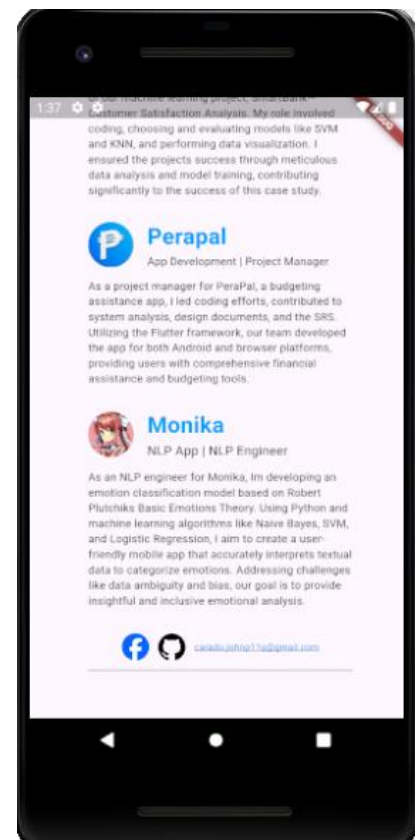 1:37
of our machine learning project, SmartBank
Customer Satisfaction Analysis. My role involved
coding, choosing and evaluating models like SVM
and KNN, and performing data visualization. I
ensured the projects success through meticulous
data analysis and model training, contributing
significantly to the success of this case study.
Perapal
App Development | Project Manager
As a project manager for PeraPal, a budgeting
assistance app, I led coding efforts, contributed to
system analysis, design documents, and the SRS.
Utilizing the Flutter framework, our team developed
the app for both Android and browser platforms,
providing users with comprehensive financial
assistance and budgeting tools.
Monika
NLP App | NLP Engineer
As an NLP engineer for Monika, Im developing an
emotion classification model based on Robert
Plutchiks Basic Emotions Theory. Using Python and
machine learning algorithms like Naive Bayes, SVM,
and Logistic Regression, I aim to create a user-
friendly mobile app that accurately interprets textual
data to categorize emotions. Addressing challenges
like data ambiguity and bias, our goal is to provide
insightful and inclusive emotional analysis.